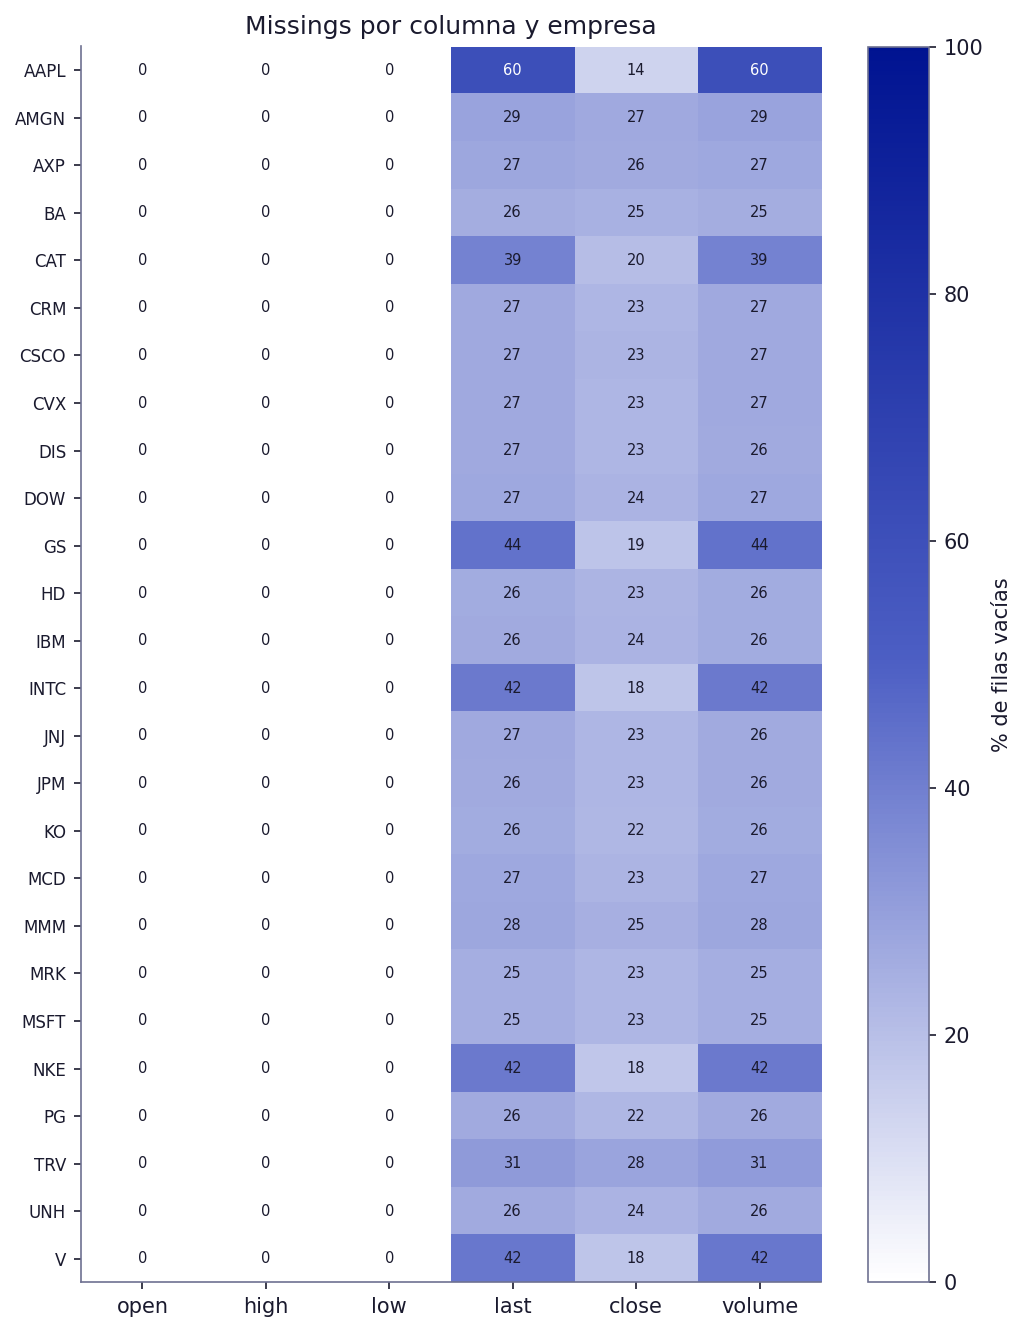 Missings por columna y empresa
AAPL 0 0 0 60 14 60
AMGN 0 0 0 29 27 29
AXP 0 0 0 27 26 27
BA 0 0 0 26 25 25
CAT 0 0 0 39 20 39
CRM 0 0 0 27 23 27
CSCO 0 0 0 27 23 27
CVX 0 0 0 27 23 27
DIS 0 0 0 27 23 26
DOW 0 0 0 27 24 27
GS 0 0 0 44 19 44
HD 0 0 0 26 23 26
IBM 0 0 0 26 24 26
INTC 0 0 0 42 18 42
JNJ 0 0 0 27 23 26
JPM 0 0 0 26 23 26
KO 0 0 0 26 22 26
MCD 0 0 0 27 23 27
MMM 0 0 0 28 25 28
MRK 0 0 0 25 23 25
MSFT 0 0 0 25 23 25
NKE 0 0 0 42 18 42
PG 0 0 0 26 22 26
TRV 0 0 0 31 28 31
UNH 0 0 0 26 24 26
V 0 0 0 42 18 42
open high low last close volume
100
80
60
40
20
0
% de filas vacías